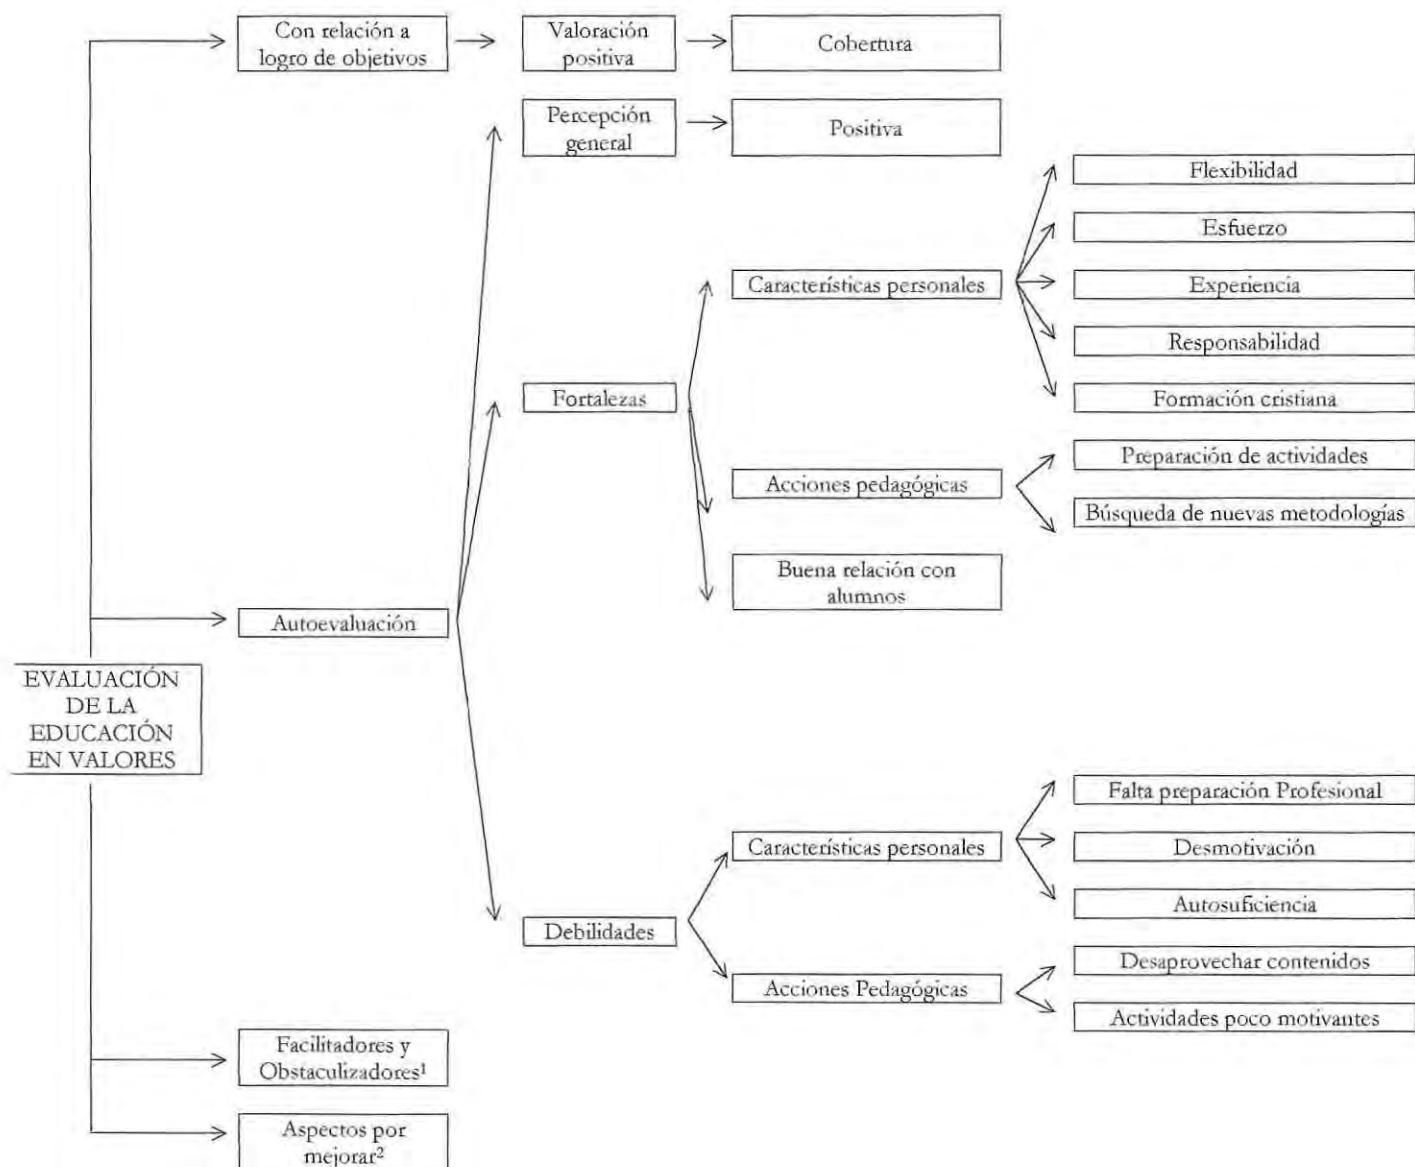 Con relación a
logro de objetivos
Valoración
positiva
Cobertura
Percepción
general
Positiva
Flexibilidad
Esfuerzo
Características personales
Experiencia
Responsabilidad
Fortalezas
Formación cristiana
Preparación de actividades
Acciones pedagógicas
Búsqueda de nuevas metodologías
Buena relación con
alumnos
Autoevaluación
EVALUACIÓN
DE LA
EDUCACIÓN
EN VALORES
Falta preparación Profesional
Características personales
Desmotivación
Autosuficiencia
Debilidades
Desaprovechar contenidos
Acciones Pedagógicas
Actividades poco motivantes
Facilitadores y
Obstaculizadores¹
Aspectos por
mejorar²